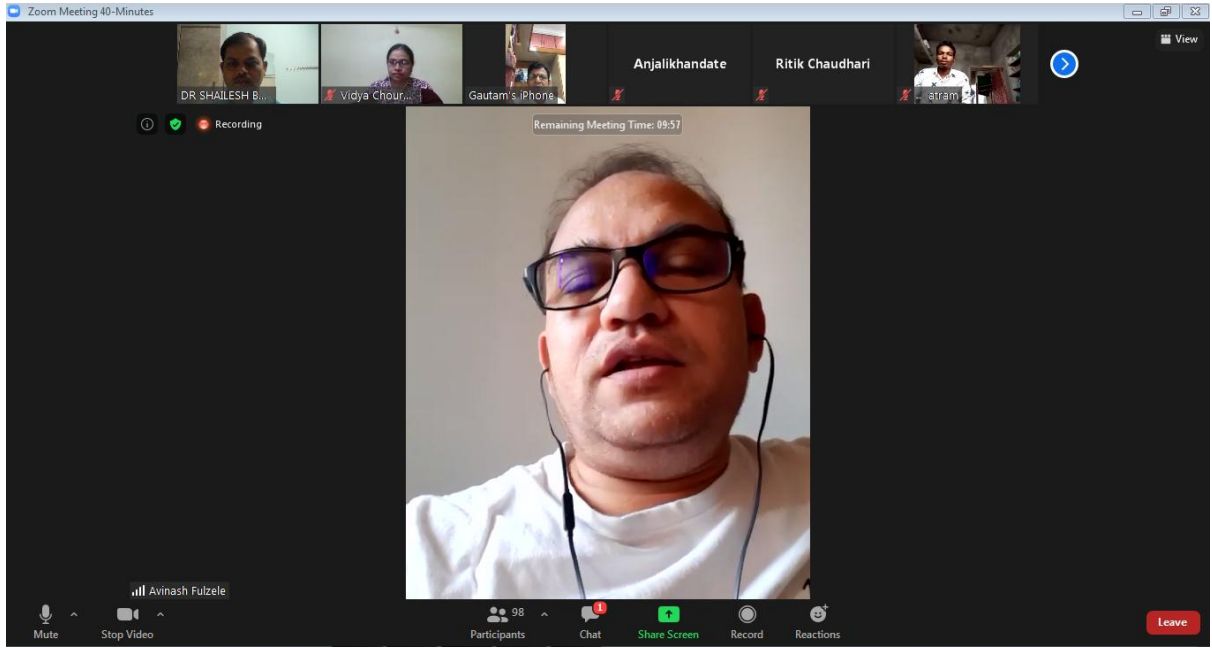 Zoom Meeting 40-Minutes
View
DR SHAILESH B...
Vidya Chour...
Gautam's iPhone
Anjalikhandate
Ritik Chaudhari
atram
Recording
Remaining Meeting Time: 09:57
Avinash Fulzele
Mute
Stop Video
98
Participants
1
Chat
Share Screen
Record
Reactions
Leave